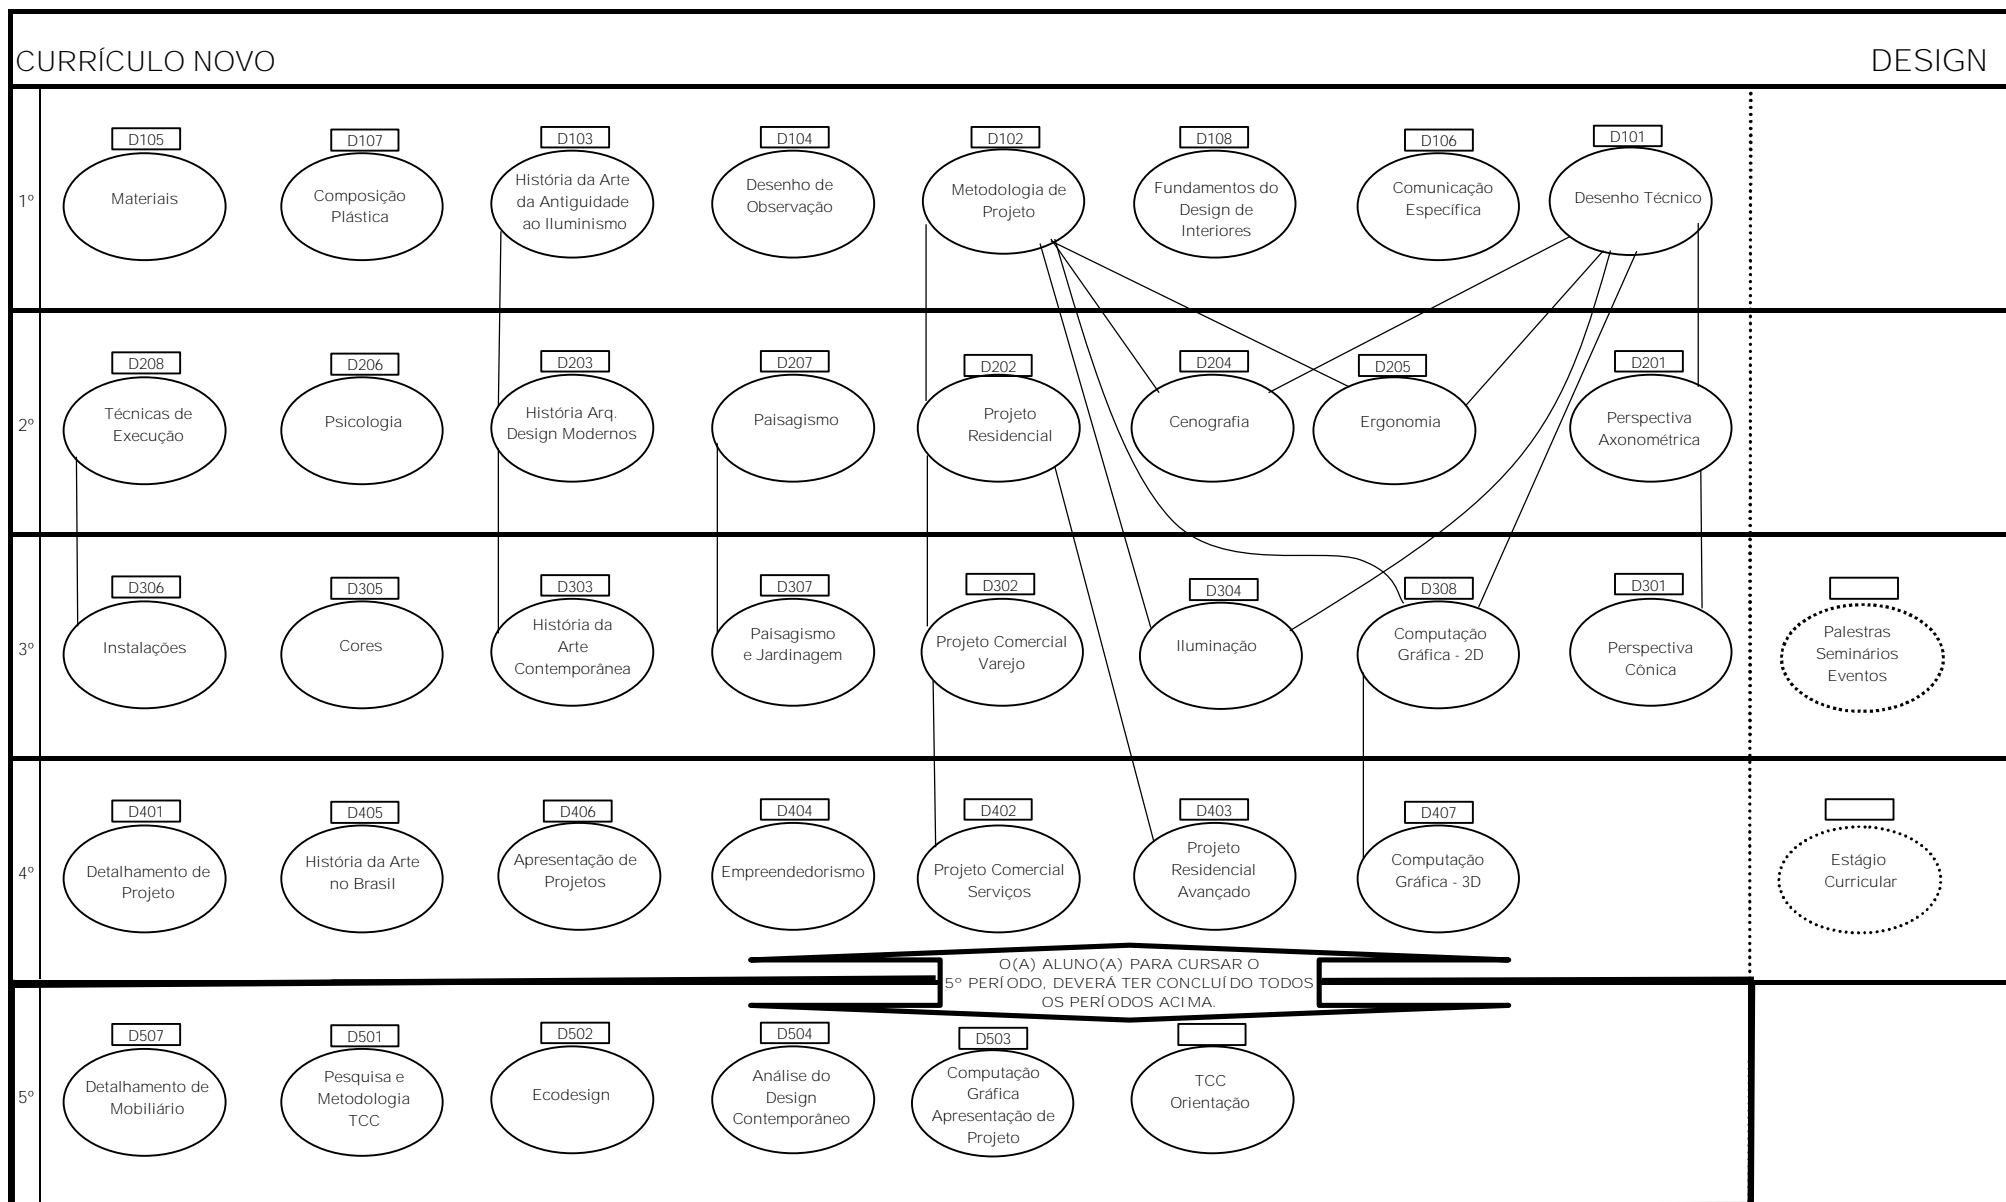 CURRÍCULO NOVO
DESIGN
1º
D105
Materiais
D107
Composição
Plástica
D103
História da Arte
da Antiguidade
ao Iluminismo
D104
Desenho de
Observação
D102
Metodologia de
Projeto
D108
Fundamentos do
Design de
Interiores
D106
Comunicação
Específica
D101
Desenho Técnico
2º
D208
Técnicas de
Execução
D206
Psicologia
D203
História Arq.
Design Modernos
D207
Paisagismo
D202
Projeto
Residencial
D204
Cenografia
D205
Ergonomia
D201
Perspectiva
Axonométrica
3º
D306
Instalações
D305
Cores
D303
História da
Arte
Contemporânea
D307
Paisagismo
e Jardinagem
D302
Projeto Comercial
Varejo
D304
Iluminação
D308
Computação
Gráfica - 2D
D301
Perspectiva
Cônica
Palestras
Seminários
Eventos
4º
D401
Detalhamento de
Projeto
D405
História da Arte
no Brasil
D406
Apresentação de
Projetos
D404
Empreendedorismo
D402
Projeto Comercial
Serviços
D403
Projeto
Residencial
Avançado
D407
Computação
Gráfica - 3D
Estágio
Curricular
O(A) ALUNO(A) PARA CURSAR O
5º PERÍODO, DEVERÁ TER CONCLUÍDO TODOS
OS PERÍODOS ACIMA.
5º
D507
Detalhamento de
Mobiliário
D501
Pesquisa e
Metodologia
TCC
D502
Ecodesign
D504
Análise do
Design
Contemporâneo
D503
Computação
Gráfica
Apresentação de
Projeto
TCC
Orientação